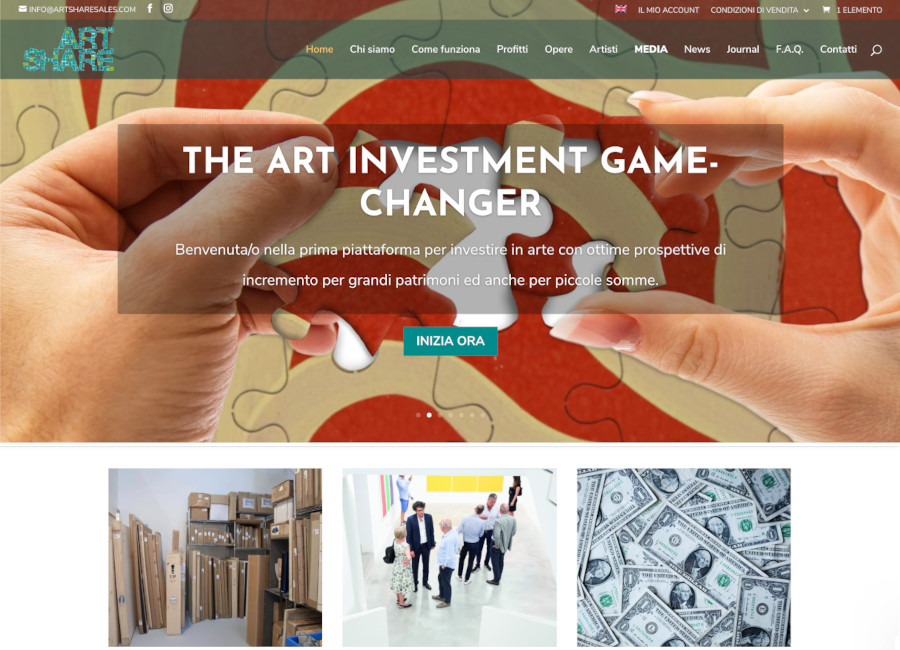 INFO@ARTSHARESALES.COM
IL MIO ACCOUNT CONDIZIONI DI VENDITA 1 ELEMENTO
ART
SHARE
Home Chi siamo Come funziona Profitti Opere Artisti MEDIA News Journal F.A.Q. Contatti
THE ART INVESTMENT GAME-
CHANGER
Benvenuta/o nella prima piattaforma per investire in arte con ottime prospettive di
incremento per grandi patrimoni ed anche per piccole somme.
INIZIA ORA